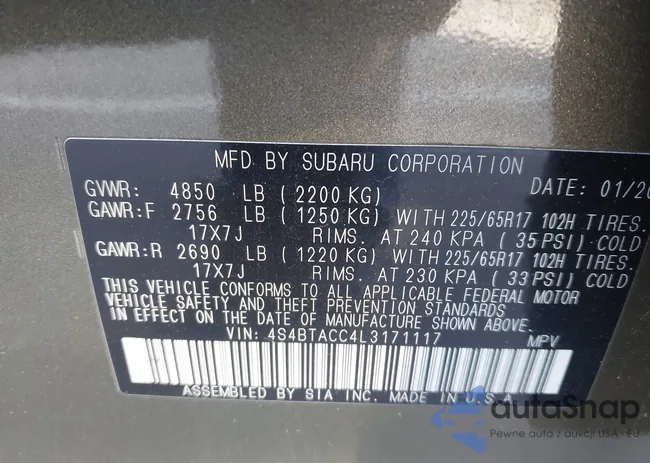 MFD BY SUBARU CORPORATION
DATE: 01/20
GVWR: 4850 LB (2200 KG)
GAWR:F 2756 LB (1250 KG) WITH 225/65R17 102H TIRES.
17X7J RIMS. AT 240 KPA (35 PSI) COLD
GAWR:R 2690 LB (1220 KG) WITH 225/65R17 102H TIRES.
17X7J RIMS. AT 230 KPA (33 PSI) COLD
THIS VEHICLE CONFORMS TO ALL APPLICABLE FEDERAL MOTOR
VEHICLE SAFETY AND THEFT PREVENTION STANDARDS
IN EFFECT ON THE DATE OF MANUFACTURE SHOWN ABOVE.
VIN: 4S4BTACC4L3171117 MPV
ASSEMBLED BY SIA INC. MADE IN U.S.A.
autoSnap
Pewne auta z aukcji USA i EU